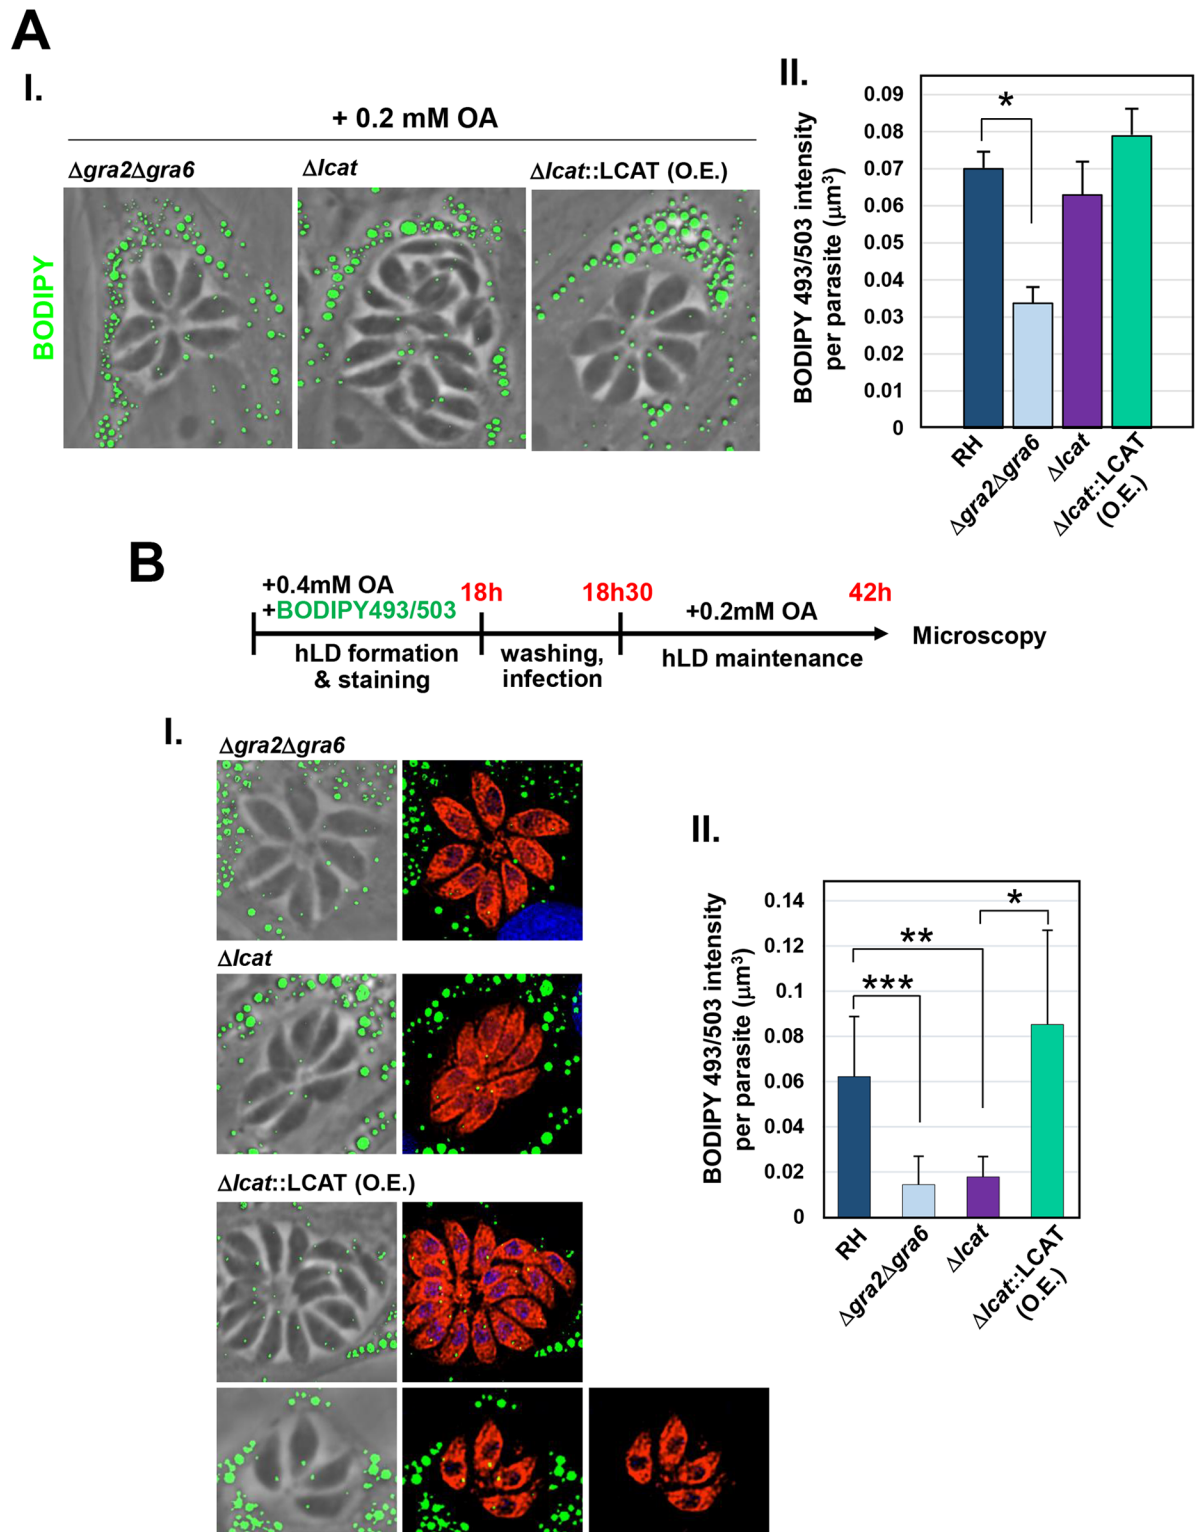 A
I.
+ 0.2 mM OA
Δgra2Δgra6
Δlcat
Δlcat::LCAT (O.E.)
BODIPY
II.
BODIPY 493/503 intensity
per parasite (μm³)
0.09
0.08
0.07
0.06
0.05
0.04
0.03
0.02
0.01
0
*
RH
Δgra2Δgra6
Δlcat
Δlcat::LCAT
(O.E.)
B
+0.4mM OA
+BODIPY493/503
18h
18h30
+0.2mM OA
42h
hLD formation
& staining
washing,
infection
hLD maintenance
Microscopy
I.
Δgra2Δgra6
Δlcat
Δlcat::LCAT (O.E.)
II.
BODIPY 493/503 intensity
per parasite (μm³)
0.14
0.12
0.1
0.08
0.06
0.04
0.02
0
*
**
***
RH
Δgra2Δgra6
Δlcat
Δlcat::LCAT
(O.E.)